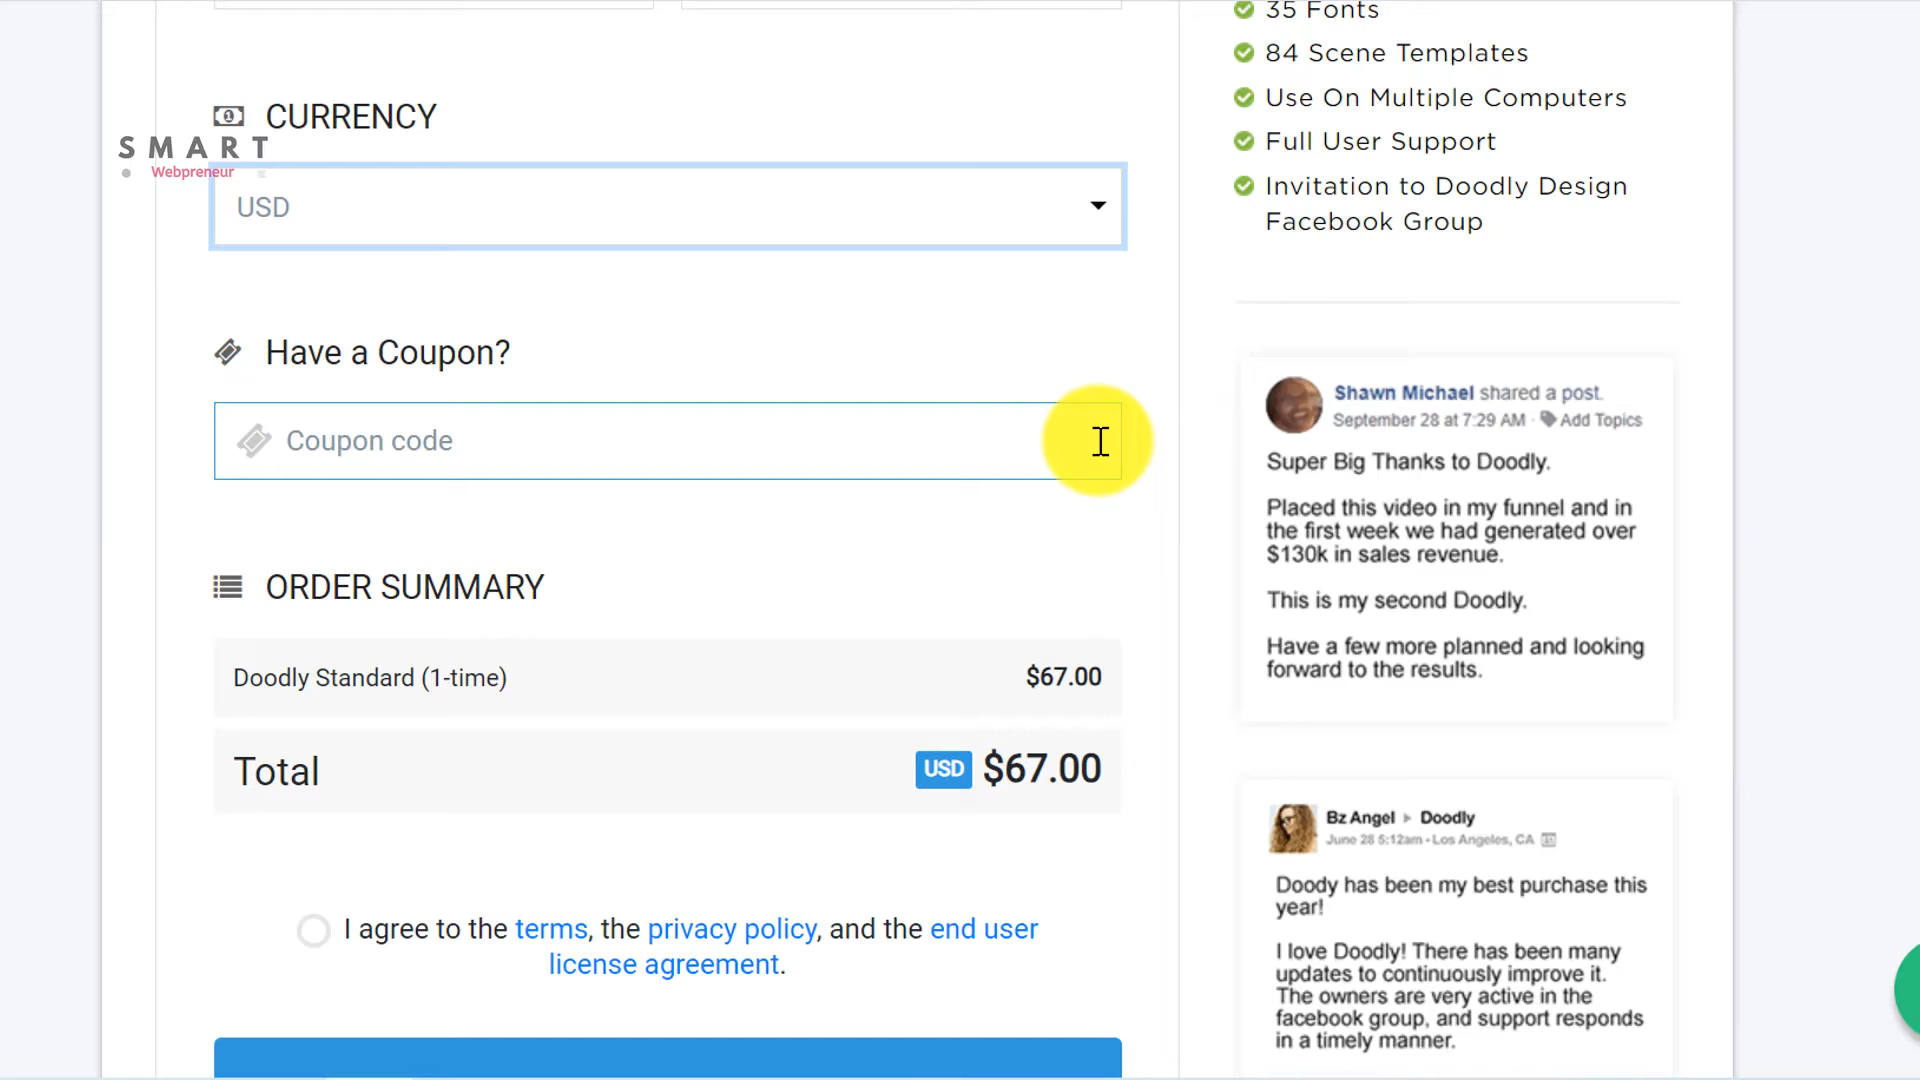 CURRENCY
SMART
Webpreneur
USD
Have a Coupon?
Coupon code
ORDER SUMMARY
Doodly Standard (1-time) $67.00
Total USD $67.00
I agree to the terms, the privacy policy, and the end user
license agreement.
35 Fonts
84 Scene Templates
Use On Multiple Computers
Full User Support
Invitation to Doodly Design
Facebook Group
Shawn Michael shared a post.
September 28 at 7:29 AM · Add Topics
Super Big Thanks to Doodly.
Placed this video in my funnel and in
the first week we had generated over
$130k in sales revenue.
This is my second Doodly.
Have a few more planned and looking
forward to the results.
Bz Angel ▸ Doodly
June 28 5:12am · Los Angeles, CA
Doody has been my best purchase this
year!
I love Doodly! There has been many
updates to continuously improve it.
The owners are very active in the
facebook group, and support responds
in a timely manner.